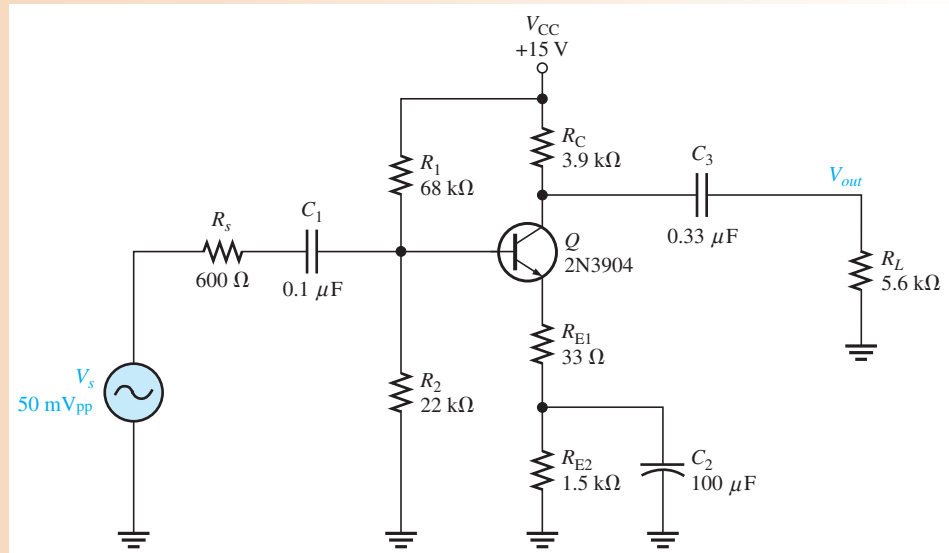 V_CC
+15 V
R_C
3.9 kΩ
C_3
R_1
68 kΩ
V_out
R_s
C_1
Q
2N3904
0.33 μF
R_L
5.6 kΩ
600 Ω
0.1 μF
R_E1
33 Ω
V_s
50 mVpp
R_2
22 kΩ
R_E2
1.5 kΩ
C_2
100 μF